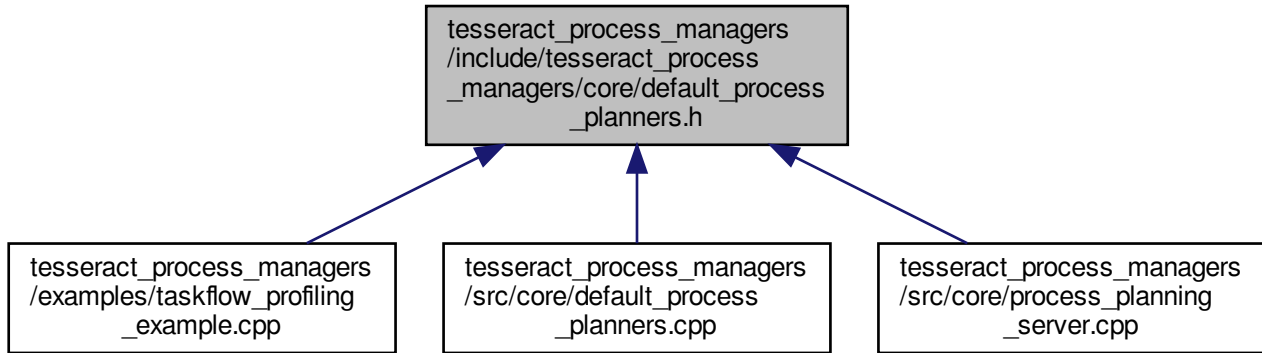 tesseract_process_managers
/include/tesseract_process
_managers/core/default_process
_planners.h
tesseract_process_managers
/examples/taskflow_profiling
_example.cpp
tesseract_process_managers
/src/core/default_process
_planners.cpp
tesseract_process_managers
/src/core/process_planning
_server.cpp